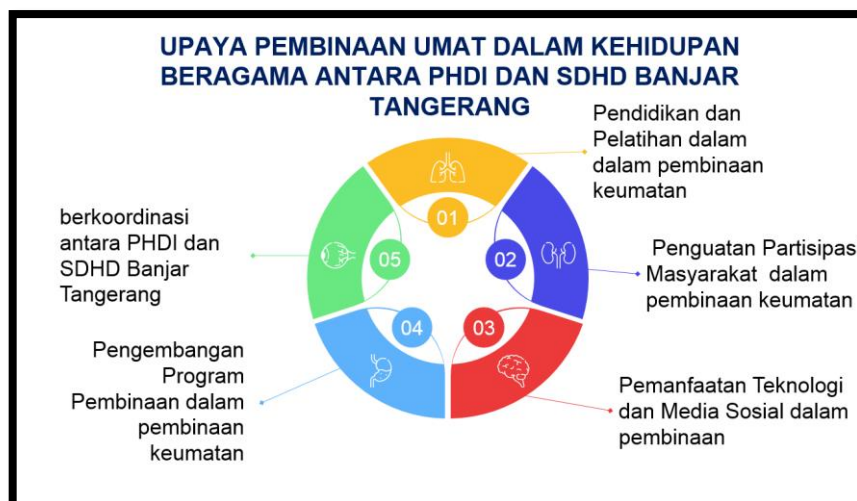 UPAYA PEMBINAAN UMAT DALAM KEHIDUPAN
BERAGAMA ANTARA PHDI DAN SDHD BANJAR
TANGERANG
Pendidikan dan
Pelatihan dalam
dalam pembinaan
keumatan
01
berkoordinasi
antara PHDI dan
SDHD Banjar
Tangerang
05
02
Penguatan Partisipas
Masyarakat dalam
pembinaan keumatan
04
03
Pengembangan
Program
Pembinaan dalam
pembinaan
keumatan
Pemanfaatan Teknologi
dan Media Sosial dalam
pembinaan